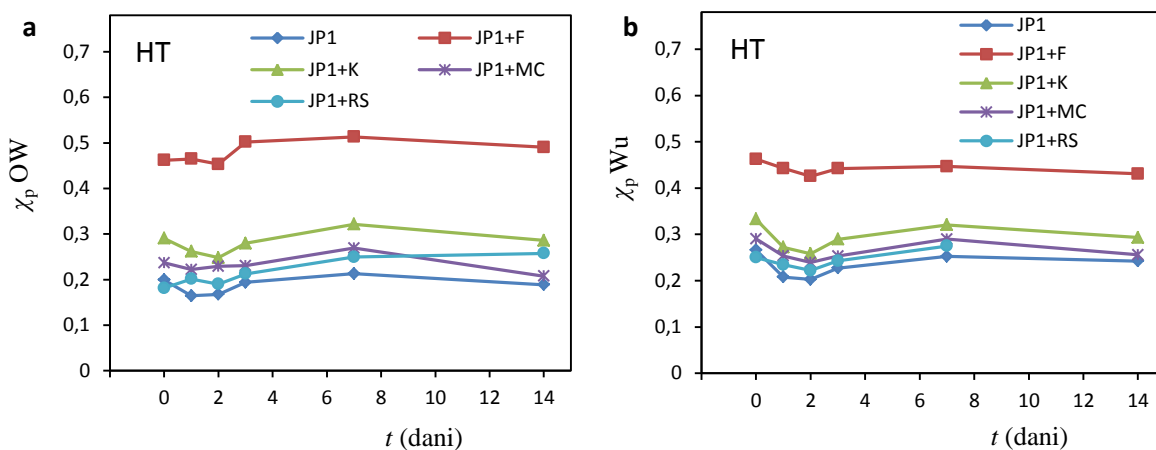 a
HT
JP1
JP1+F
JP1+K
JP1+MC
JP1+RS
0,7
0,6
0,5
0,4
0,3
0,2
0,1
0
χp OW
0 2 4 6 8 10 12 14
t (dani)
b
HT
JP1
JP1+F
JP1+K
JP1+MC
JP1+RS
0,7
0,6
0,5
0,4
0,3
0,2
0,1
0
χp Wu
0 2 4 6 8 10 12 14
t (dani)